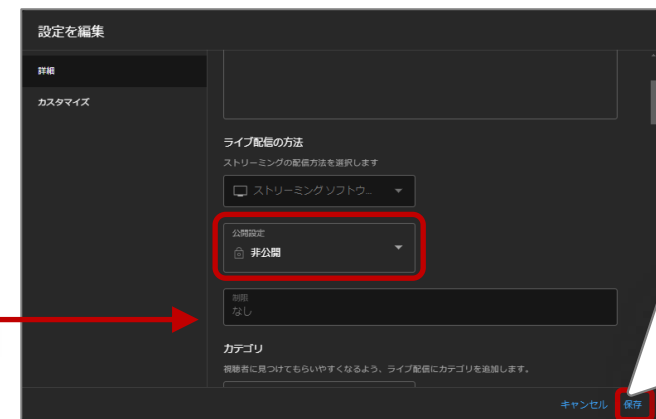 設定を編集
詳細
カスタマイズ
ライブ配信の方法
ストリーミングの配信方法を選択します
ストリーミングソフトウ...
公開設定
非公開
制限
なし
カテゴリ
視聴者に見つけてもらいやすくなるよう、ライブ配信にカテゴリを追加します。
キャンセル
保存